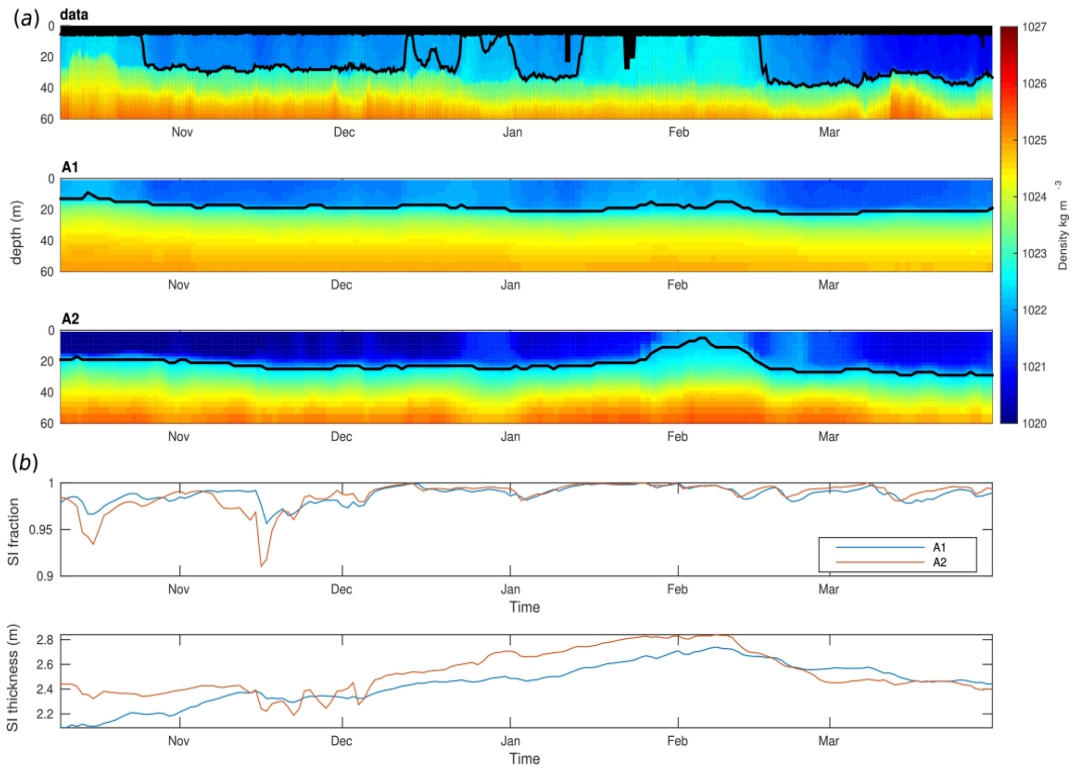 (a)
data
0
20
40
60
Nov Dec Jan Feb Mar
A1
0
20
40
60
depth (m)
Nov Dec Jan Feb Mar
A2
0
20
40
60
Nov Dec Jan Feb Mar
1027
1026
1025
1024
1023
1022
1021
1020
Density kg m -3
(b)
1
0.95
0.9
SI fraction
A1
A2
Nov Dec Jan Feb Mar
Time
2.8
2.6
2.4
2.2
SI thickness (m)
Nov Dec Jan Feb Mar
Time